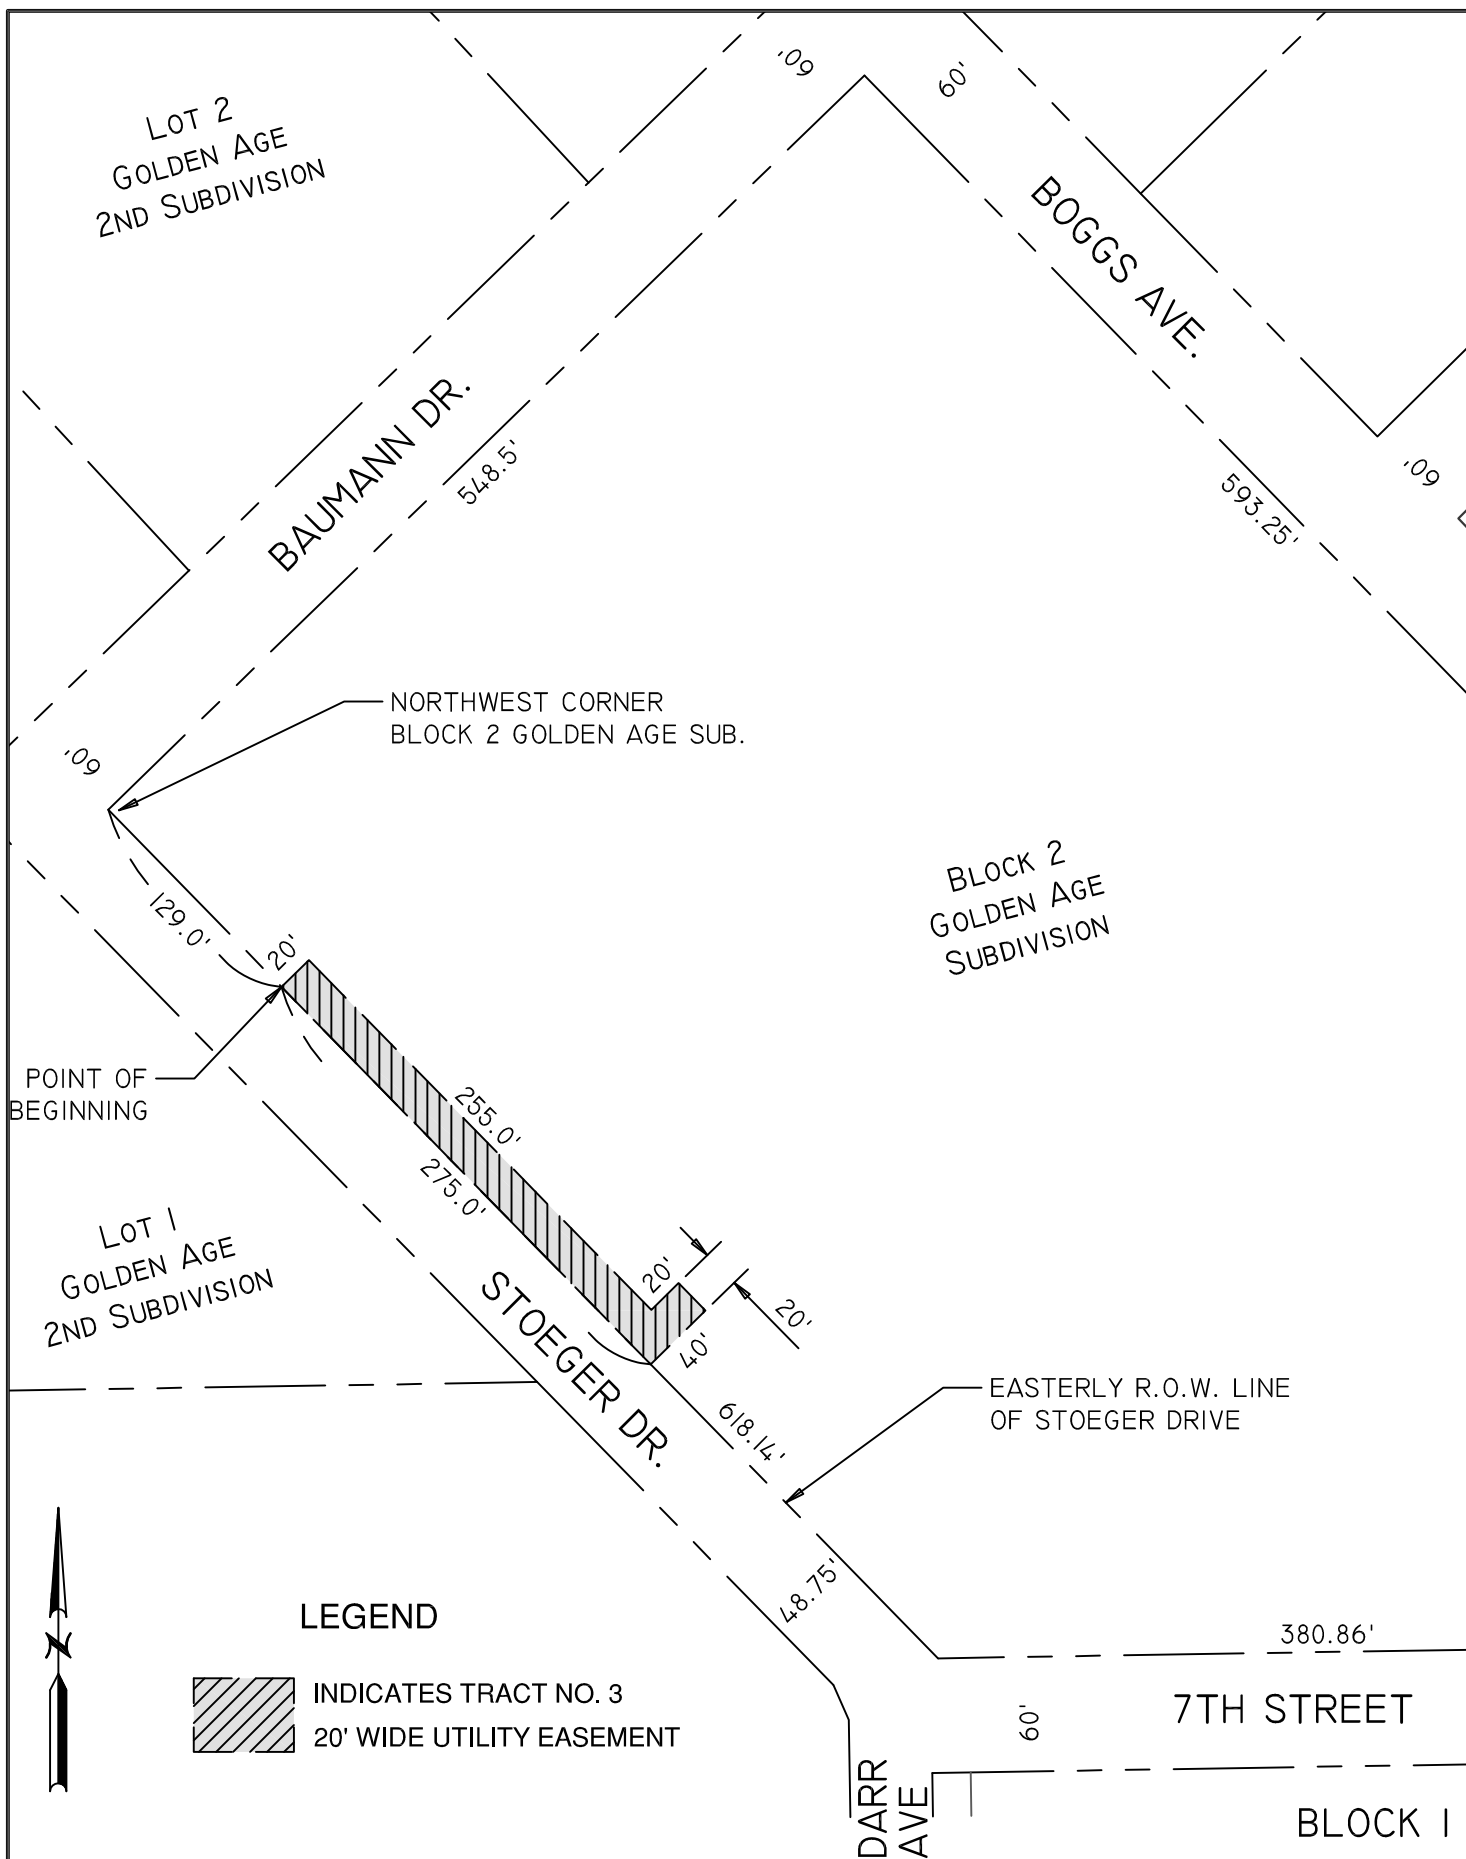 60'
60'
LOT 2
GOLDEN AGE
2ND SUBDIVISION
BOGGS AVE.
BAUMANN DR.
548.5'
60'
593.25'
NORTHWEST CORNER
BLOCK 2 GOLDEN AGE SUB.
60'
BLOCK 2
GOLDEN AGE
SUBDIVISION
129.0'
20'
POINT OF
BEGINNING
255.0'
275.0'
LOT 1
GOLDEN AGE
2ND SUBDIVISION
20'
20'
40'
STOEGER DR.
EASTERLY R.O.W. LINE
OF STOEGER DRIVE
618.14'
N
48.75'
LEGEND
INDICATES TRACT NO. 3
20' WIDE UTILITY EASEMENT
380.86'
7TH STREET
60'
DARR
AVE
BLOCK 1